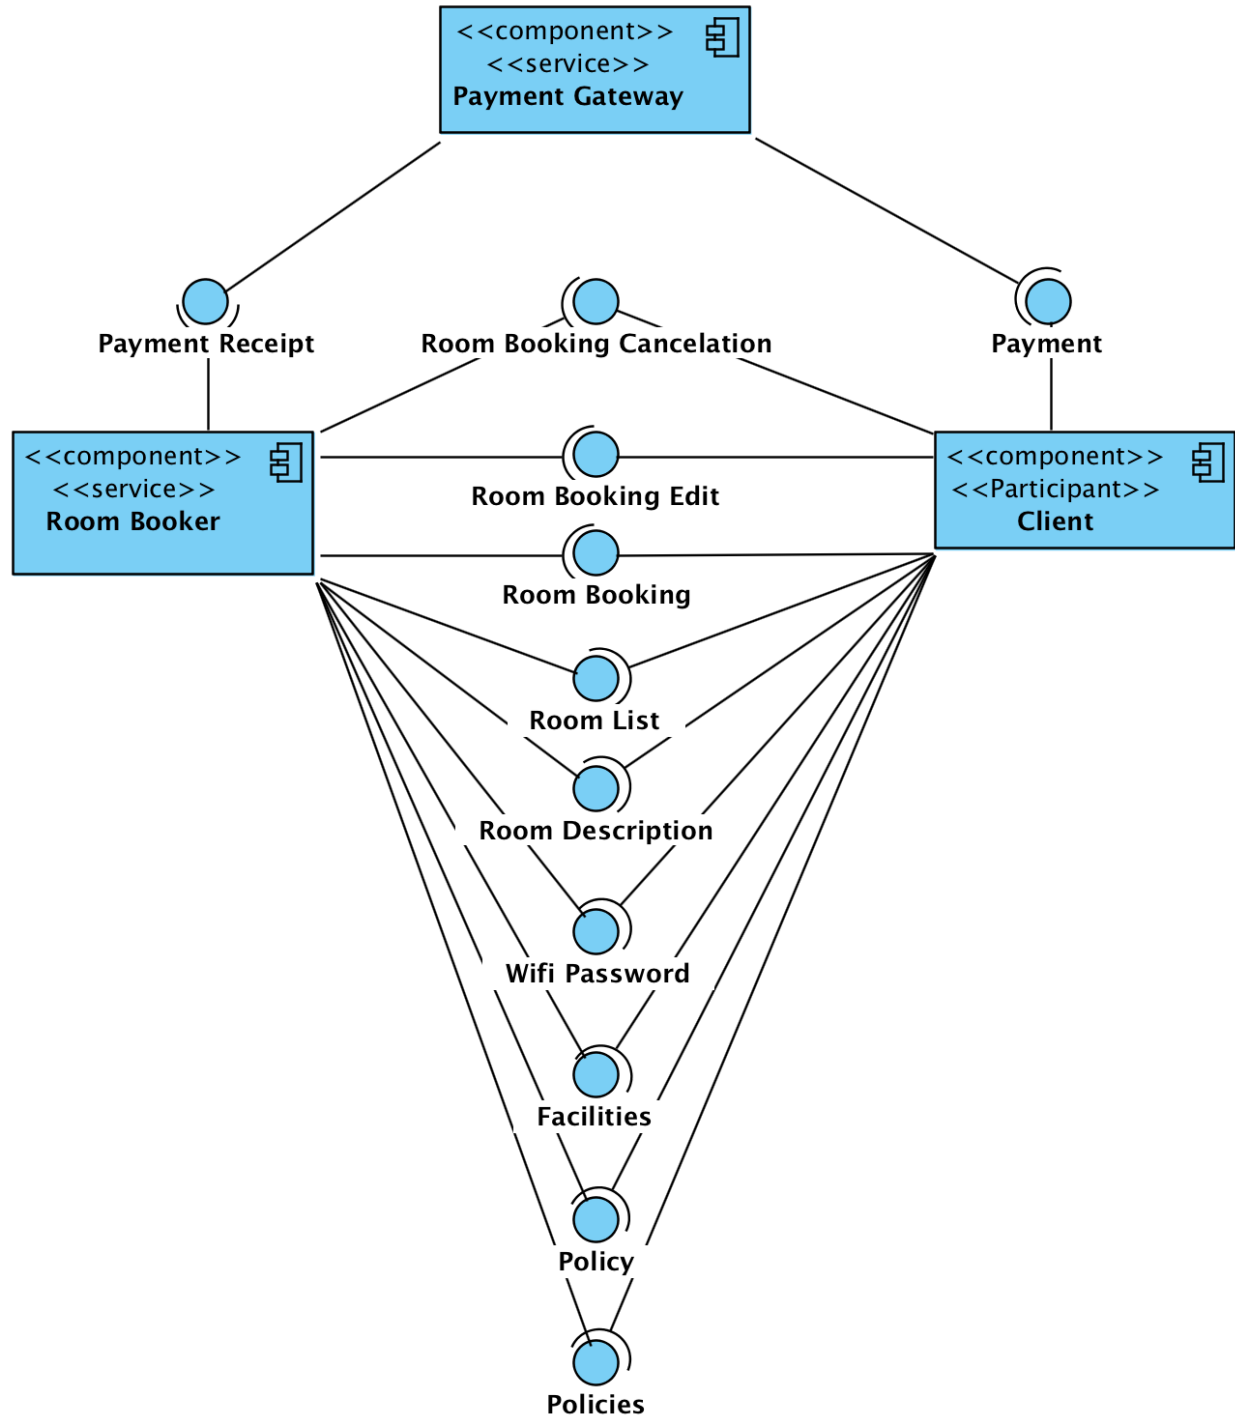 <<component>>
<<service>>
Payment Gateway
Payment Receipt
Room Booking Cancelation
Payment
<<component>>
<<service>>
Room Booker
Room Booking Edit
<<component>>
<<Participant>>
Client
Room Booking
Room List
Room Description
Wifi Password
Facilities
Policy
Policies